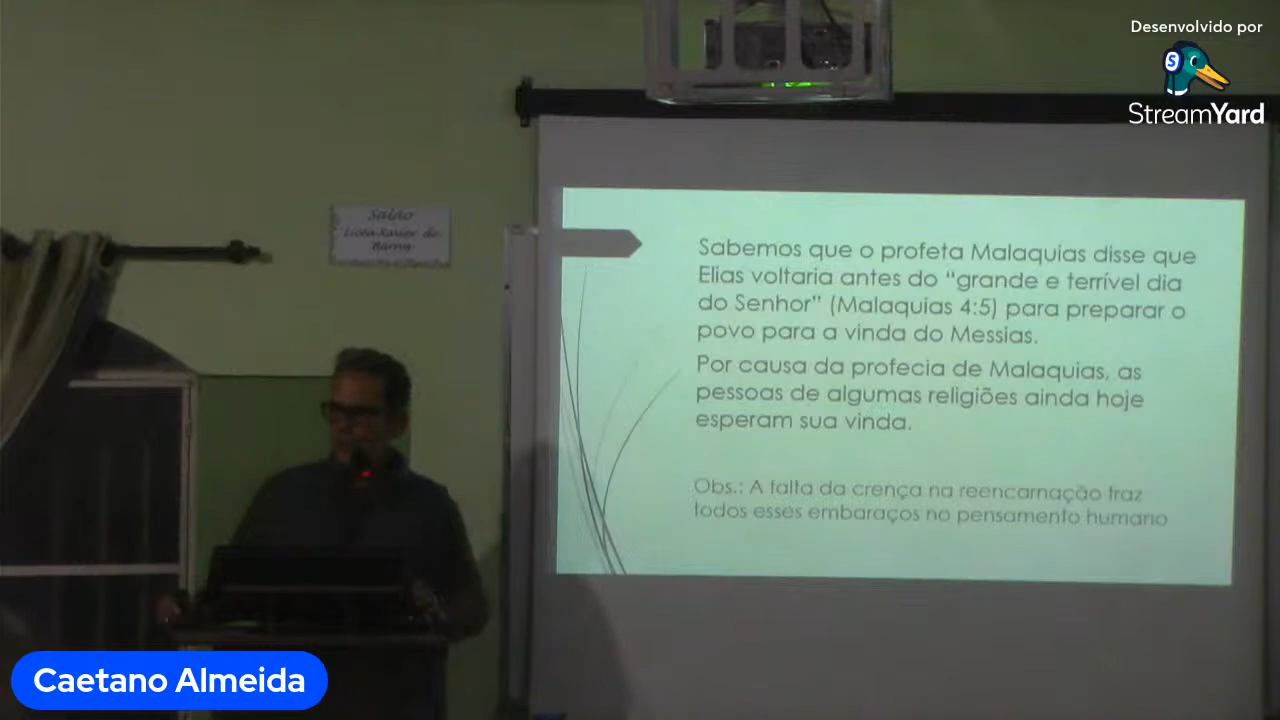 Desenvolvido por
StreamYard
Salão
Sabemos que o profeta Malaquias disse que
Elias voltaria antes do “grande e terrível dia
do Senhor” (Malaquias 4:5) para preparar o
povo para a vinda do Messias.
Por causa da profecia de Malaquias, as
pessoas de algumas religiões ainda hoje
esperam sua vinda.
Obs.: A falta da crença na reencarnação traz
todos esses embaraços no pensamento humano
Caetano Almeida